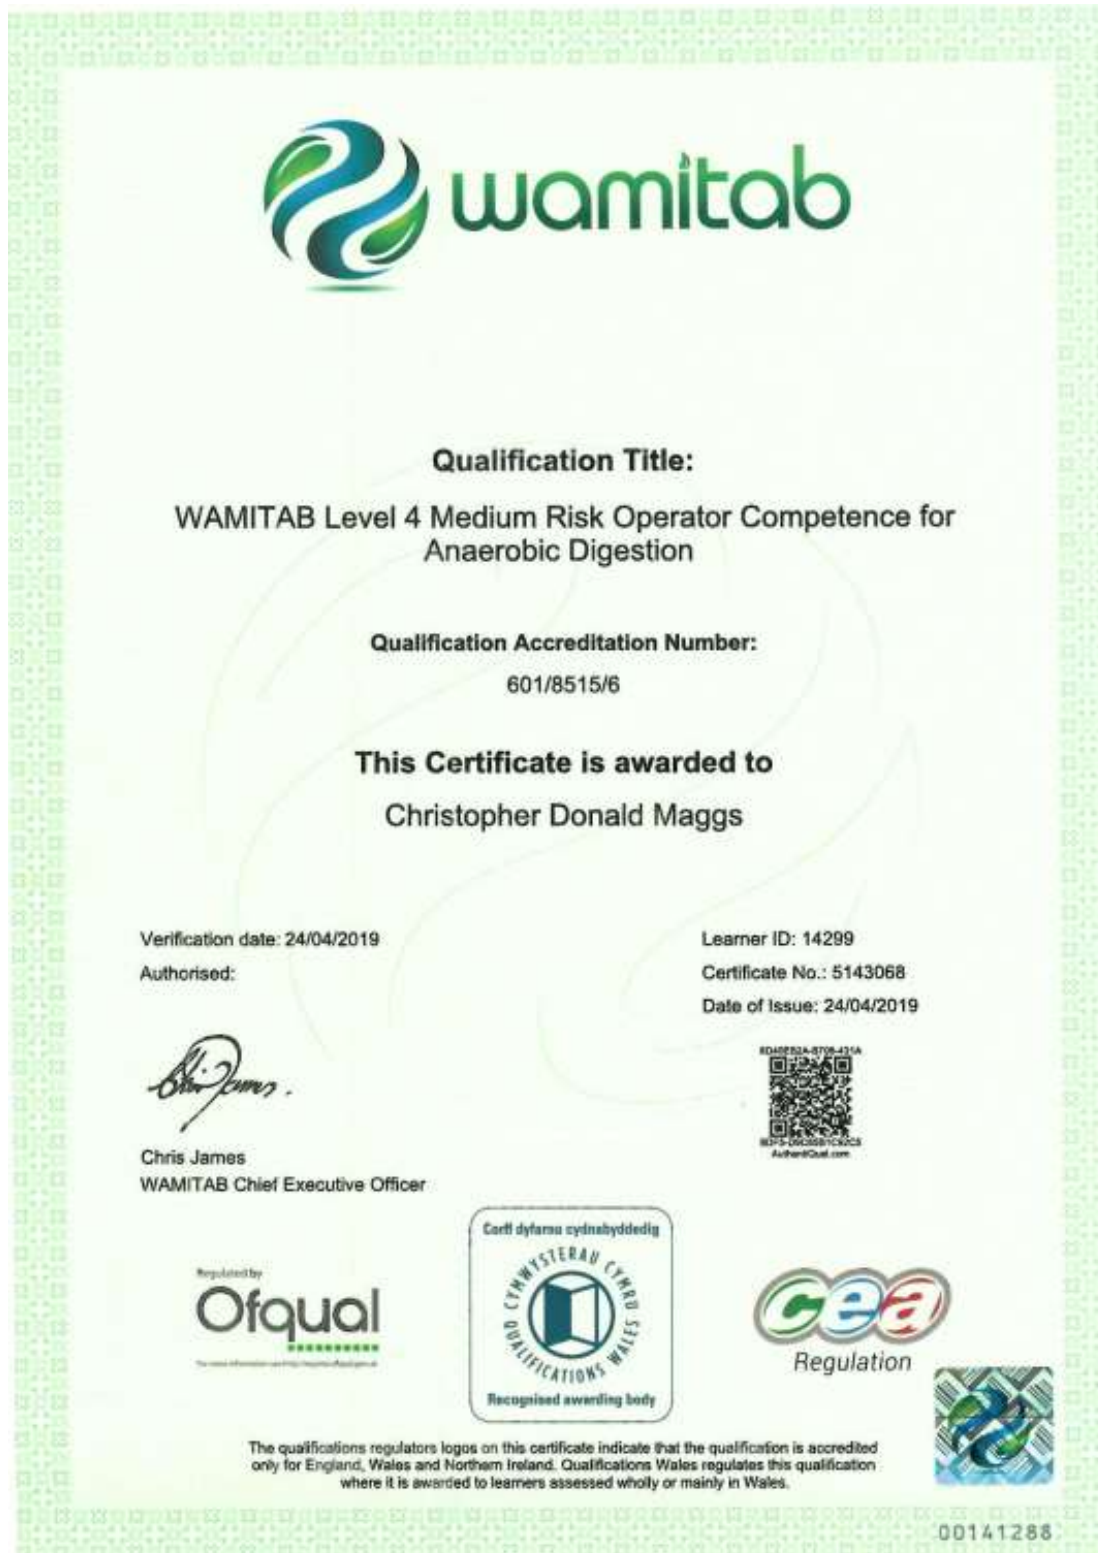 wamitab
Qualification Title:
WAMITAB Level 4 Medium Risk Operator Competence for
Anaerobic Digestion
Qualification Accreditation Number:
601/8515/6
This Certificate is awarded to
Christopher Donald Maggs
Verification date: 24/04/2019
Authorised:
Learner ID: 14299
Certificate No.: 5143068
Date of Issue: 24/04/2019
Chris James
WAMITAB Chief Executive Officer
AuthentiQual.com
Regulated by
Ofqual
Corff dyfarnu cydnabyddedig
CYMWYSTERAU CYMRU
QUALIFICATIONS WALES
Recognised awarding body
cea
Regulation
The qualifications regulators logos on this certificate indicate that the qualification is accredited
only for England, Wales and Northern Ireland. Qualifications Wales regulates this qualification
where it is awarded to learners assessed wholly or mainly in Wales.
00141288